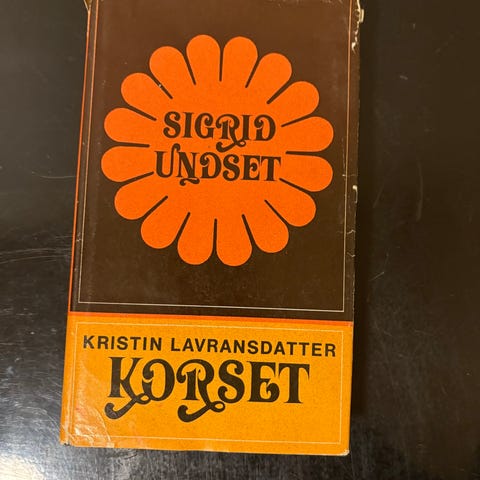 SIGRID
UNDSET
KRISTIN LAVRANSDATTER
KORSET